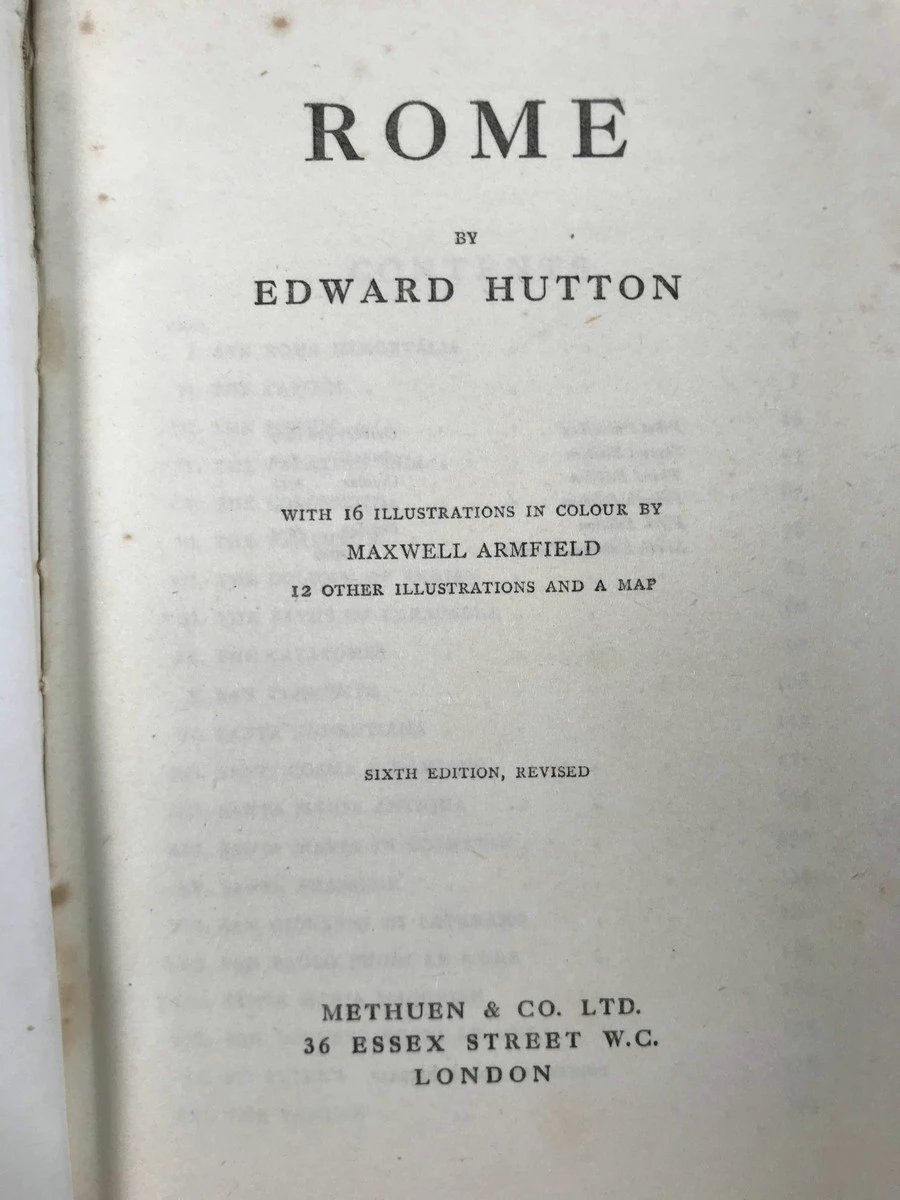 ROME
BY
EDWARD HUTTON
WITH 16 ILLUSTRATIONS IN COLOUR BY
MAXWELL ARMFIELD
12 OTHER ILLUSTRATIONS AND A MAP
SIXTH EDITION, REVISED
METHUEN & CO. LTD.
36 ESSEX STREET W.C.
LONDON